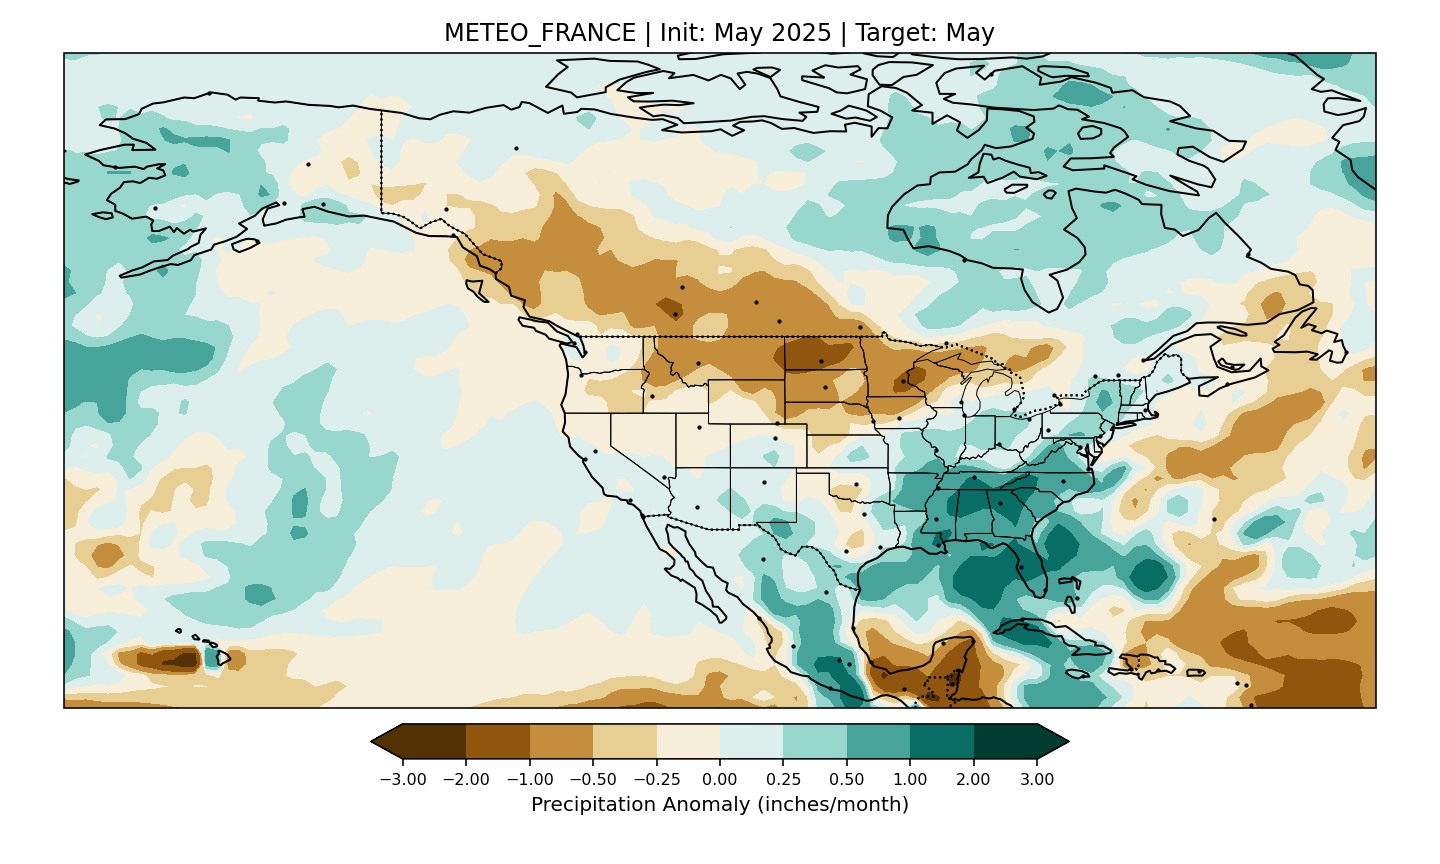 METEO_FRANCE | Init: May 2025 | Target: May
−3.00 −2.00 −1.00 −0.50 −0.25 0.00 0.25 0.50 1.00 2.00 3.00
Precipitation Anomaly (inches/month)